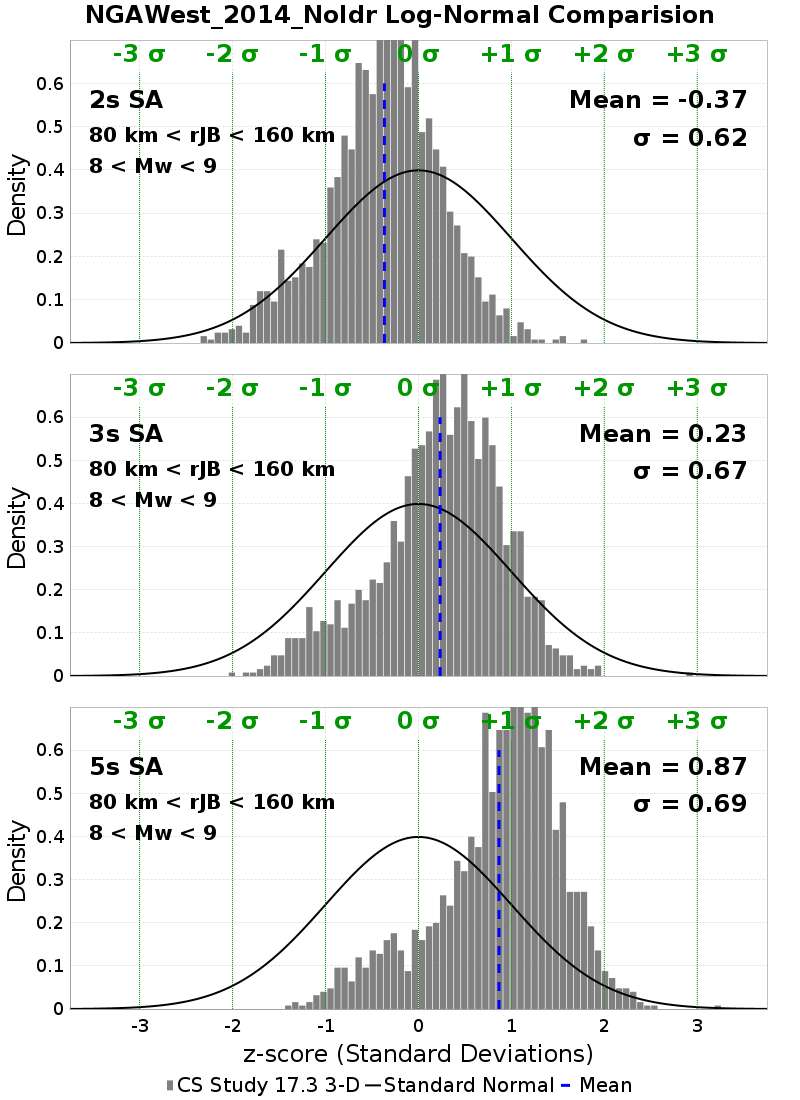 NGAWest_2014_NoIdr Log-Normal Comparision
-3 σ -2 σ -1 σ 0 σ +1 σ +2 σ +3 σ
2s SA
Mean = -0.37
80 km < rJB < 160 km
σ = 0.62
8 < Mw < 9
0.6
0.5
0.4
0.3
0.2
0.1
0
Density
-3 σ -2 σ -1 σ 0 σ +1 σ +2 σ +3 σ
3s SA
Mean = 0.23
80 km < rJB < 160 km
σ = 0.67
8 < Mw < 9
0.6
0.5
0.4
0.3
0.2
0.1
0
Density
-3 σ -2 σ -1 σ 0 σ +1 σ +2 σ +3 σ
5s SA
Mean = 0.87
80 km < rJB < 160 km
σ = 0.69
8 < Mw < 9
0.6
0.5
0.4
0.3
0.2
0.1
0
Density
-3 -2 -1 0 1 2 3
z-score (Standard Deviations)
CS Study 17.3 3-D Standard Normal Mean